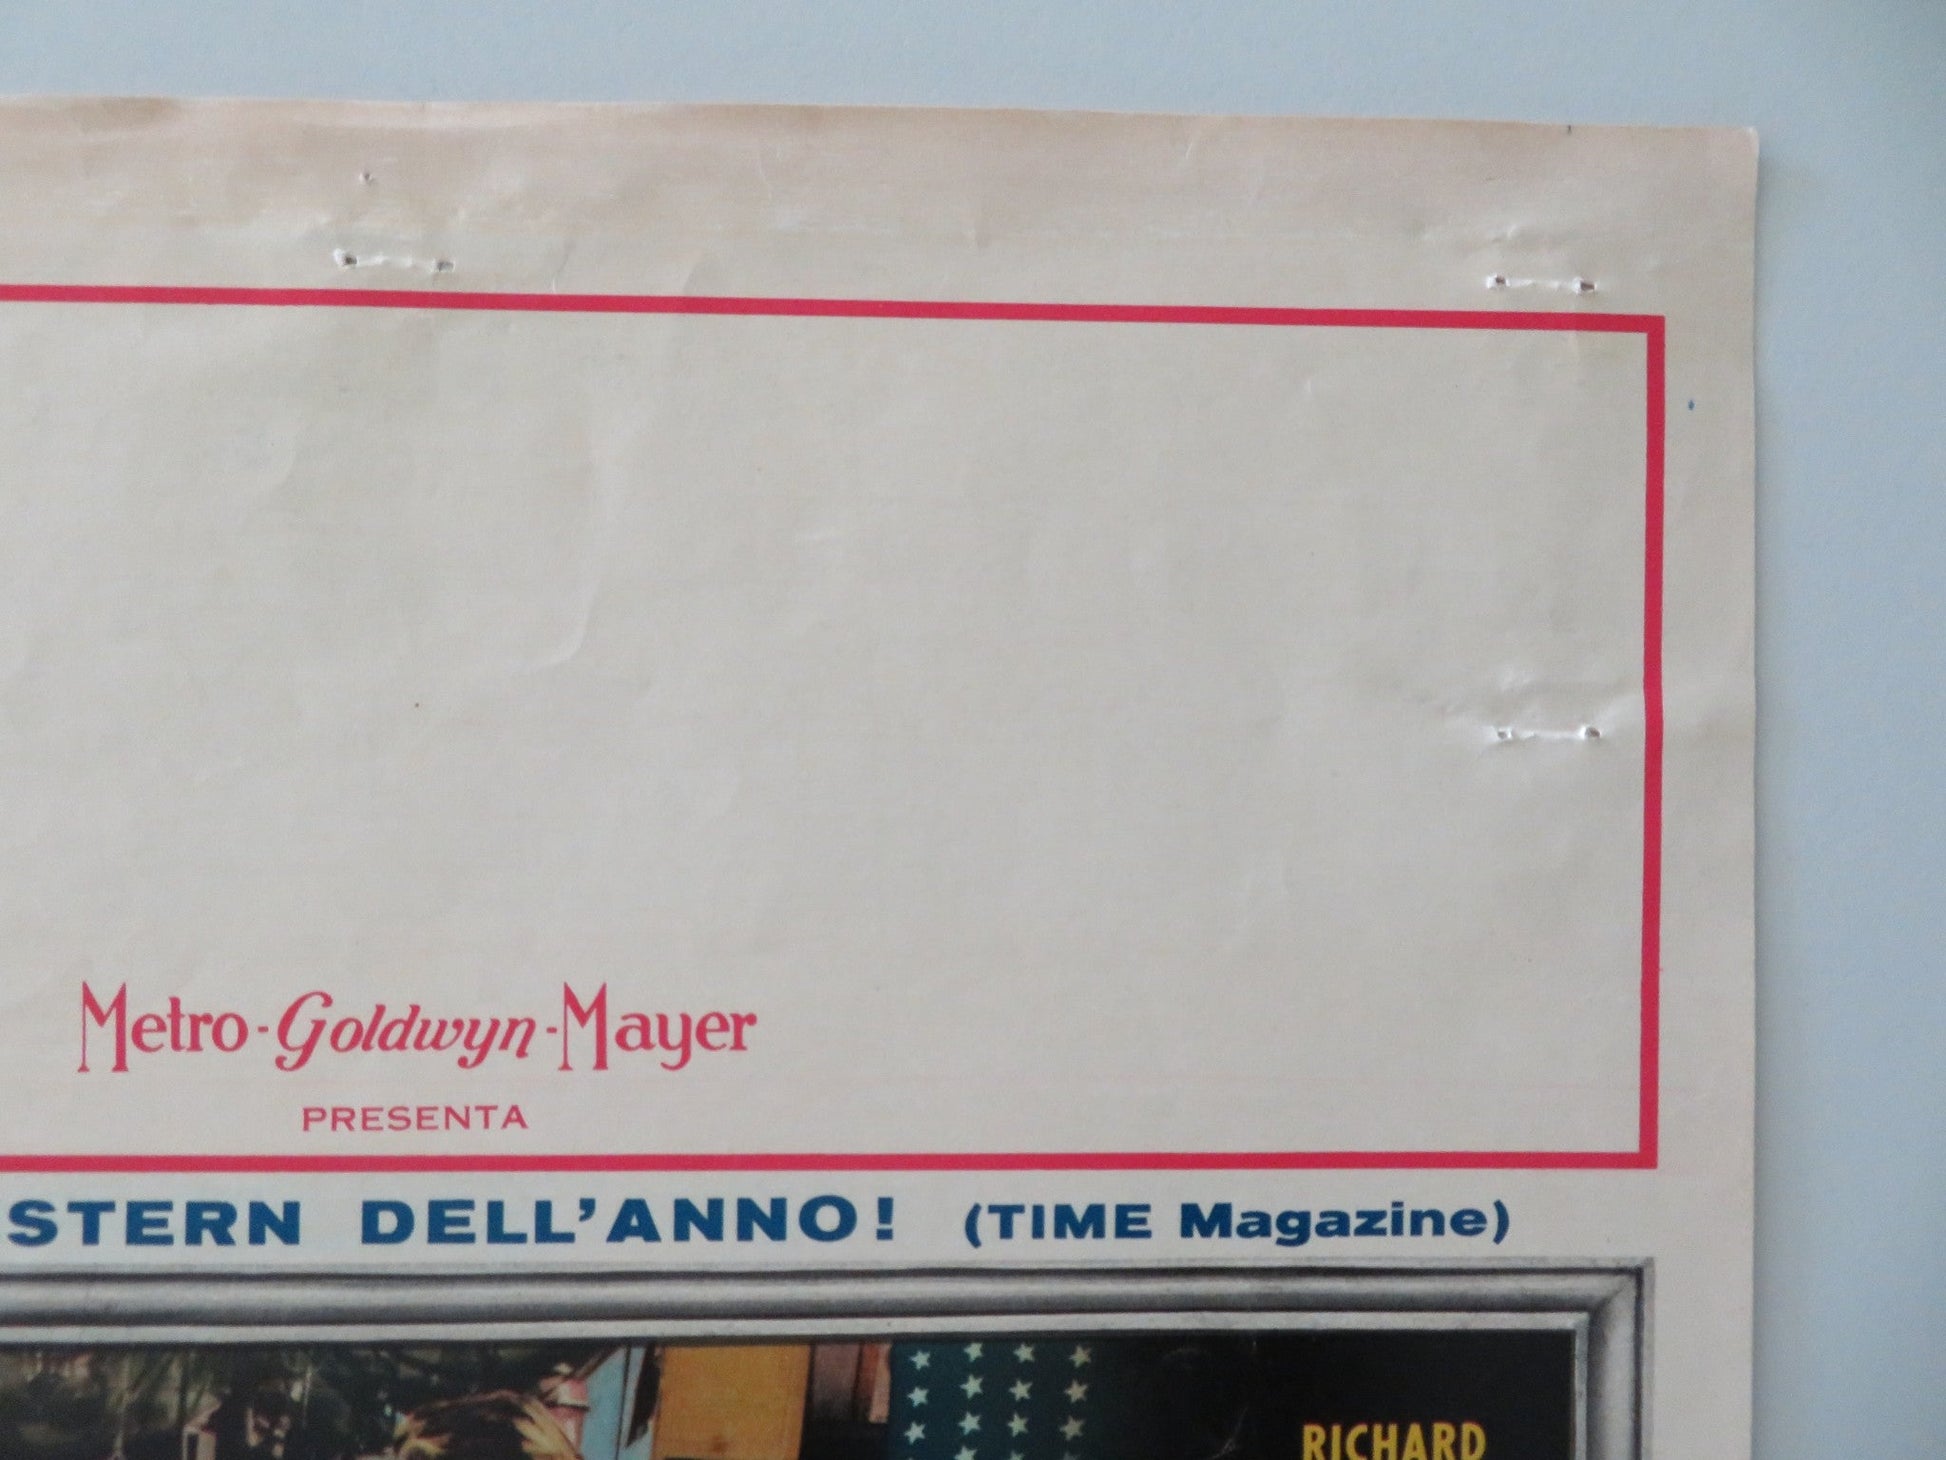 Metro-Goldwyn-Mayer
PRESENTA
STERN DELL'ANNO! (TIME Magazine)
RICHARD